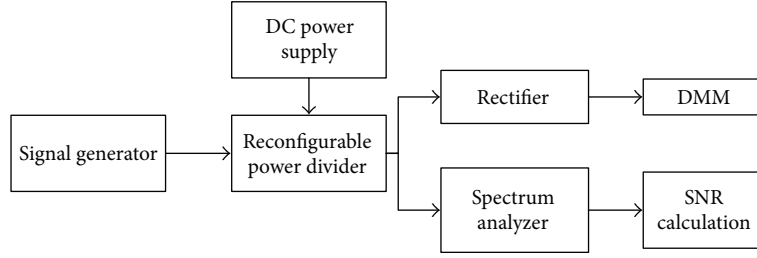 DC power
supply
Rectifier
DMM
Signal generator
Reconfigurable
power divider
Spectrum
analyzer
SNR
calculation